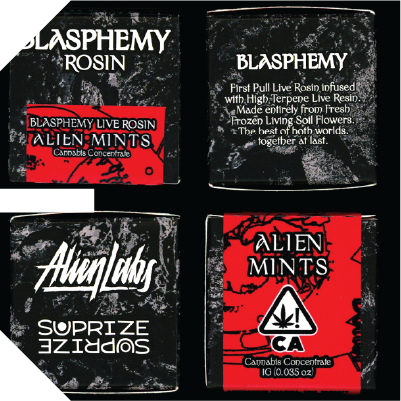 BLASPHEMY
ROSIN
BLASPHEMY LIVE ROSIN
ALIEN MINTS
Cannabis Concentrate
BLASPHEMY
First Pull Live Rosin infused
with High Terpene Live Resin.
Made entirely from Fresh
Frozen Living Soil Flowers.
The best of both worlds,
together at last.
AlienLabs
SUPRIZE
SUPRIZE
ALIEN
MINTS
!
CA
Cannabis Concentrate
1G (0.035 oz)